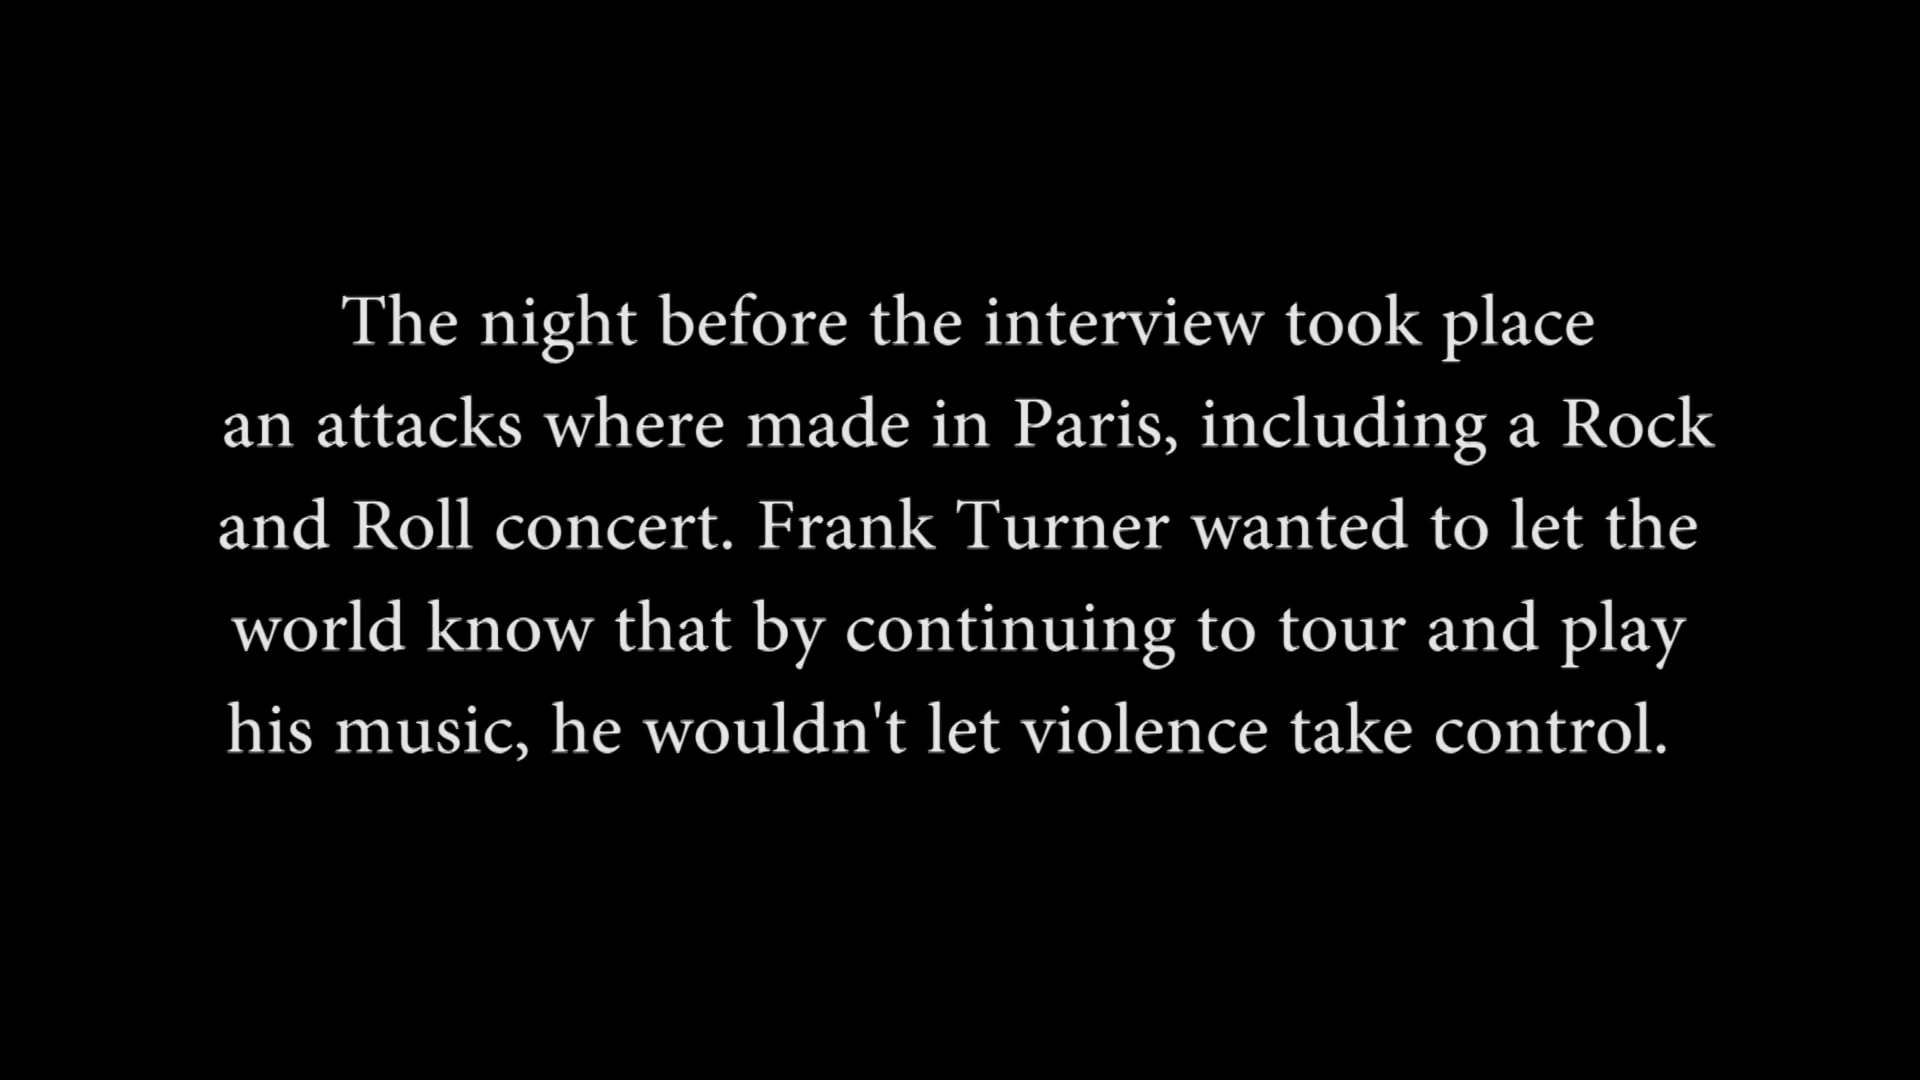 The night before the interview took place
an attacks where made in Paris, including a Rock
and Roll concert. Frank Turner wanted to let the
world know that by continuing to tour and play
his music, he wouldn't let violence take control.